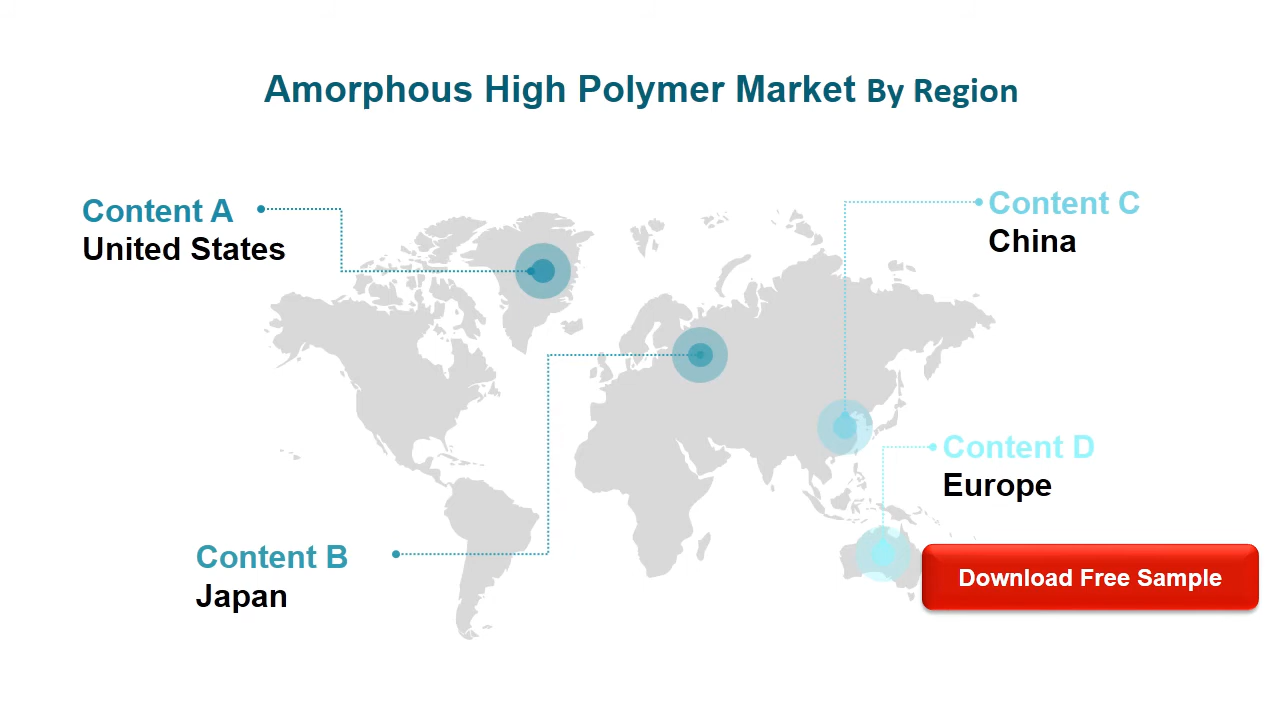 Amorphous High Polymer Market By Region
Content A
United States
Content C
China
Content D
Europe
Content B
Japan
Download Free Sample